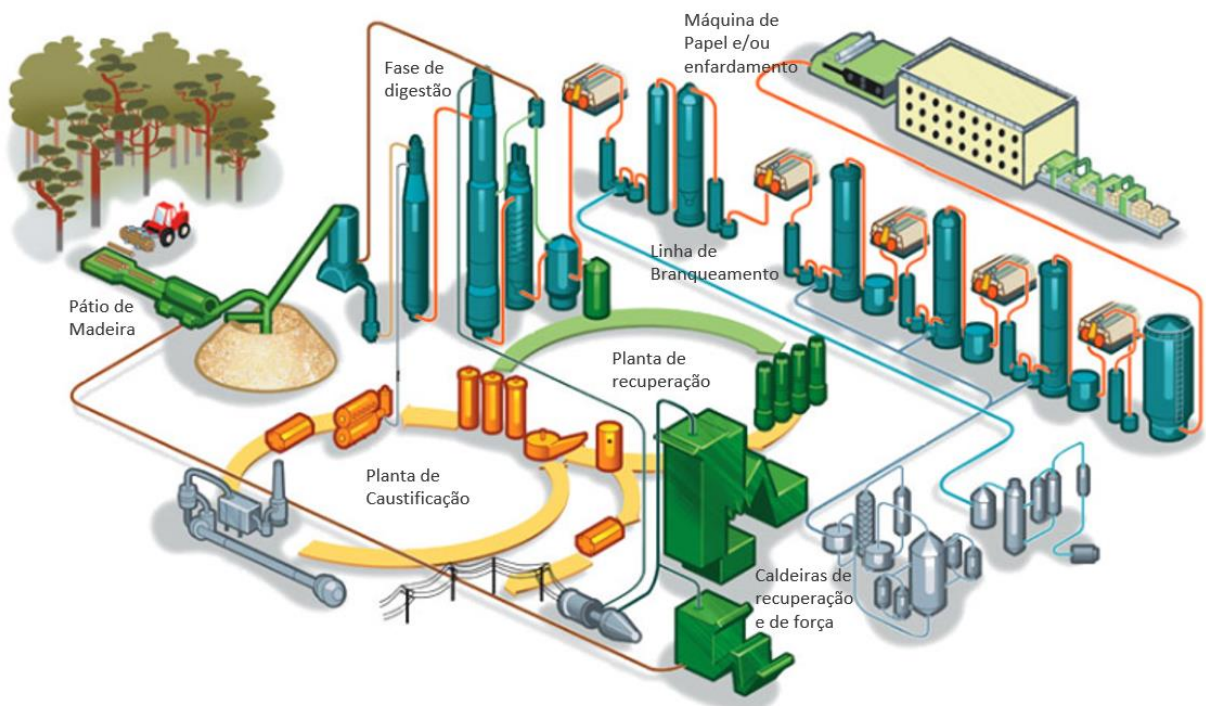 Máquina de
Papel e/ou
enfardamento
Fase de
digestão
Linha de
Branqueamento
Pátio de
Madeira
Planta de
recuperação
Planta de
Caustificação
Caldeiras de
recuperação
e de força